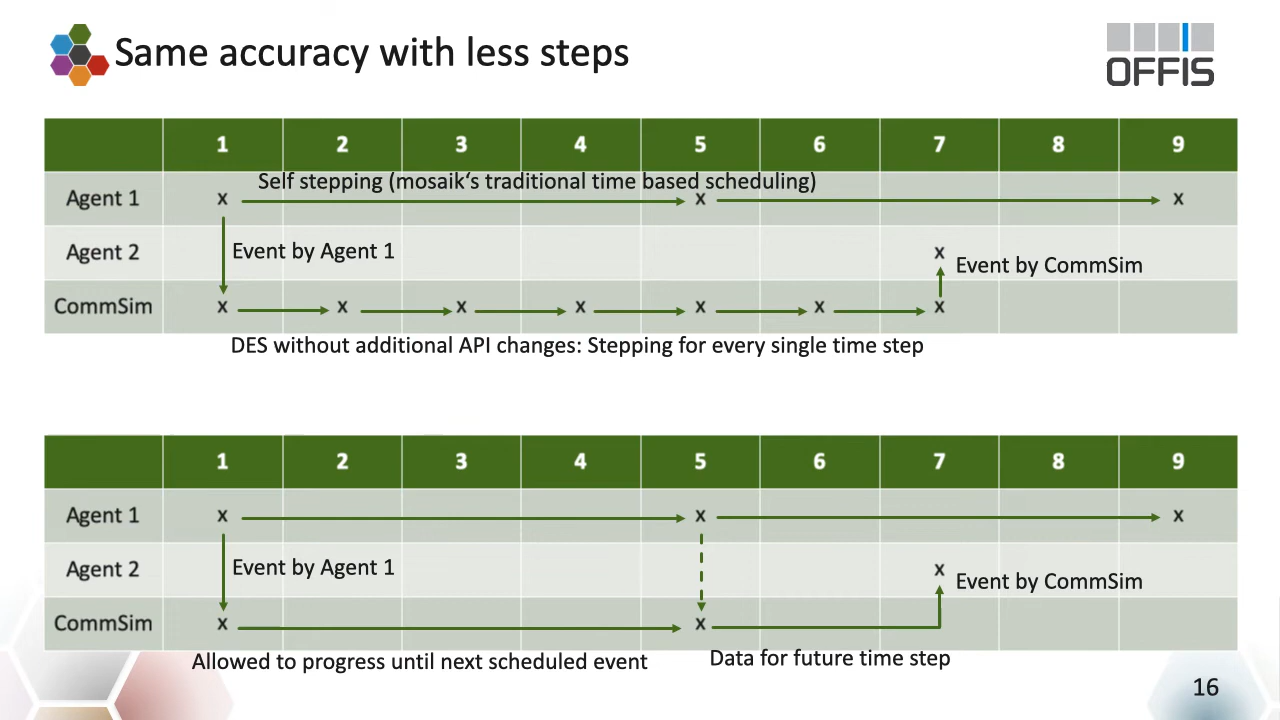 Same accuracy with less steps
OFFIS
1 2 3 4 5 6 7 8 9
Self stepping (mosaik‘s traditional time based scheduling)
Agent 1 x x x
Agent 2 Event by Agent 1 x Event by CommSim
CommSim x x x x x x x
DES without additional API changes: Stepping for every single time step
1 2 3 4 5 6 7 8 9
Agent 1 x x x
Agent 2 Event by Agent 1 x Event by CommSim
CommSim x x
Allowed to progress until next scheduled event Data for future time step
16